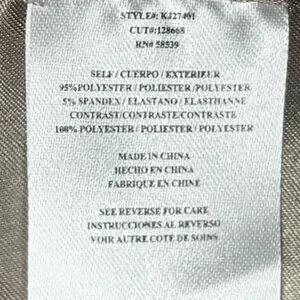 STYLE#: KJ27401
CUT#:128668
RN# 58539
SELF / CUERPO / EXTERIEUR
95%POLYESTER / POLIESTER /POLYESTER
5% SPANDEX / ELASTANO / ELASTHANNE
CONTRAST/CONTRASTE/CONTRASTE
100% POLYESTER / POLIESTER / POLYESTER
MADE IN CHINA
HECHO EN CHINA
FABRIQUE EN CHINE
SEE REVERSE FOR CARE
INSTRUCCIONES AL REVERSO
VOIR AUTRE COTE DE SOINS